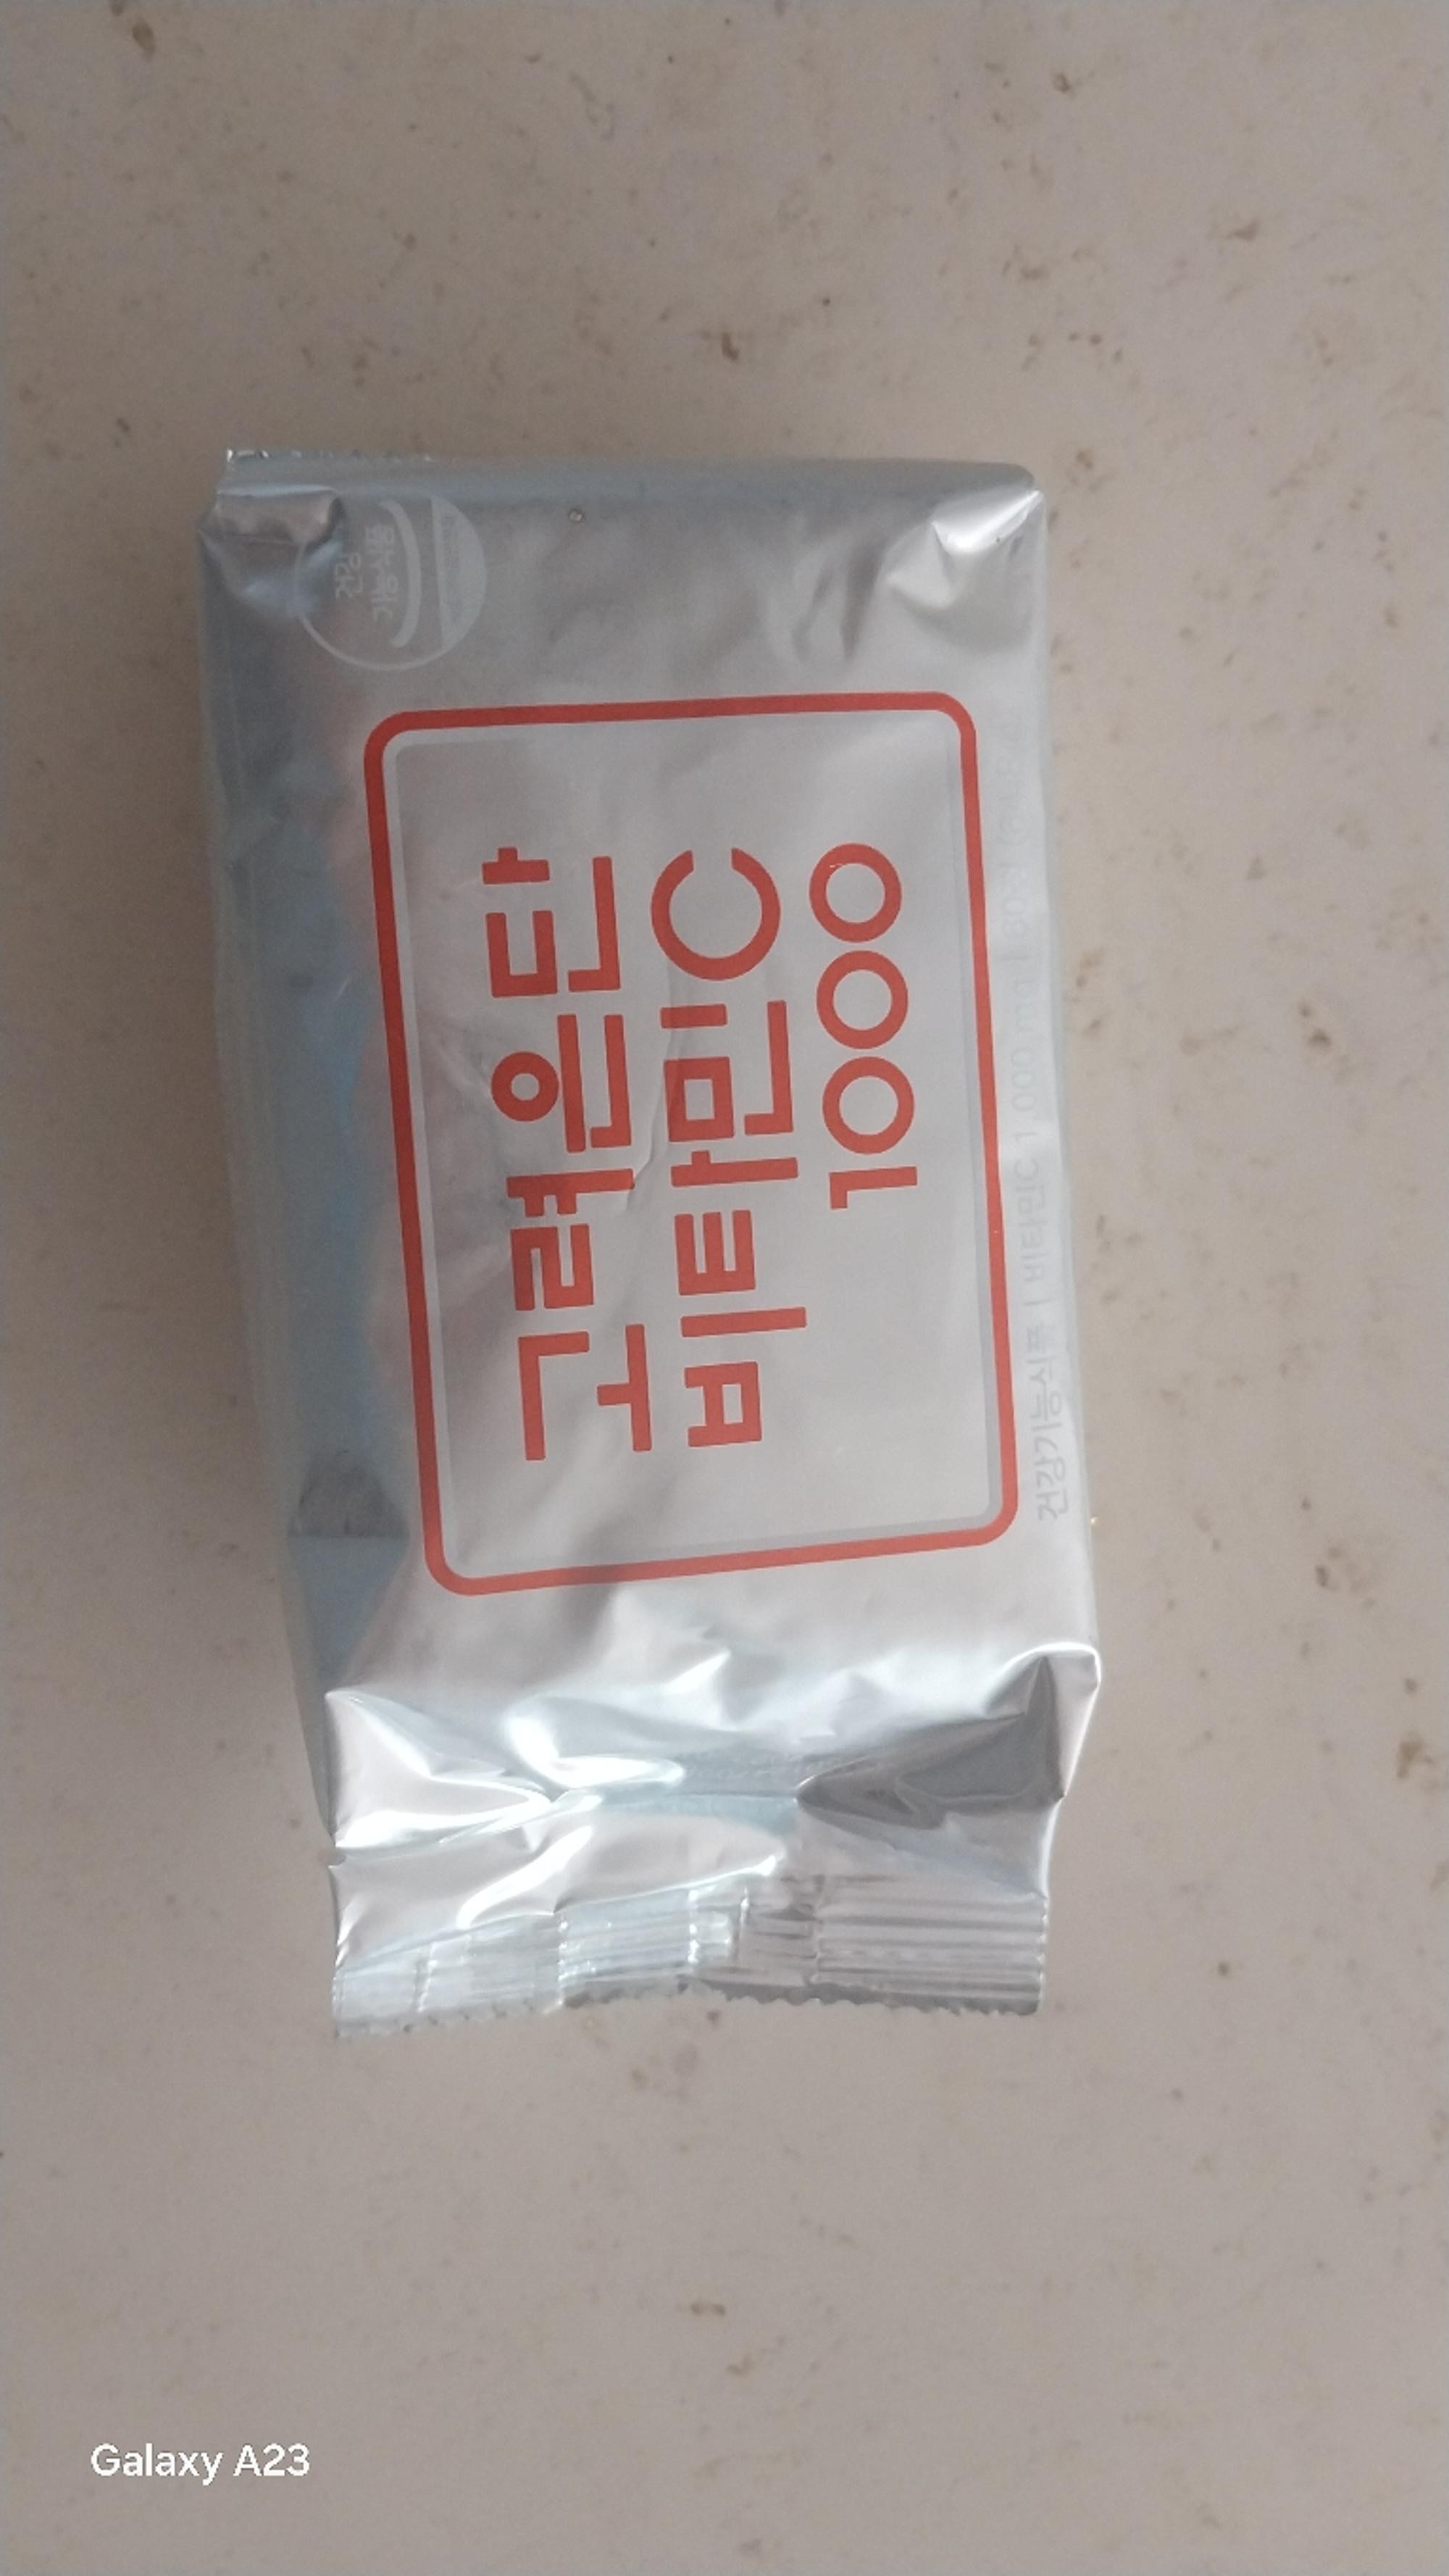 건강
기능식품
고려은단
비타민C
1000
건강기능식품 | 비타민C 1,000 mg
Galaxy A23